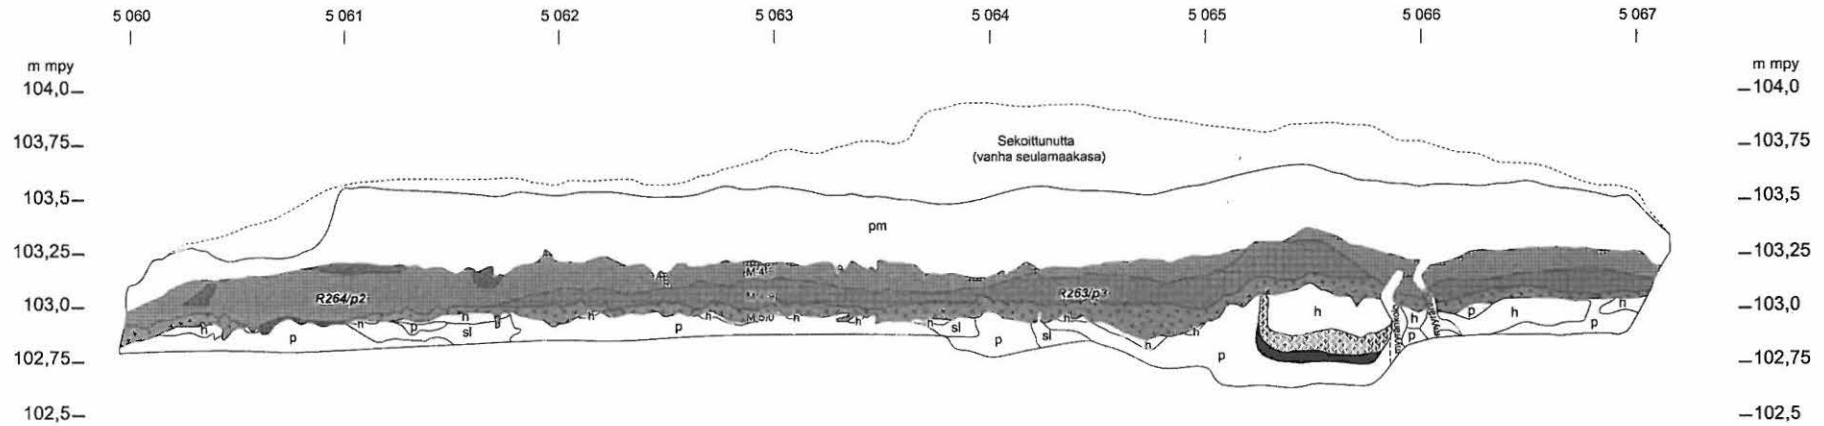 5 060 5 061 5 062 5 063 5 064 5 065 5 066 5 067
m mpy m mpy
104,0 104,0
103,75 Sekoittunutta 103,75
(vanha seulamaakasa)
103,5 103,5
pm
103,25 103,25
R264/p2 R263/p3
103,0 103,0
h h h h h h h h h h
p p p sl sl p sl p p p p
102,75 102,75
102,5 102,5